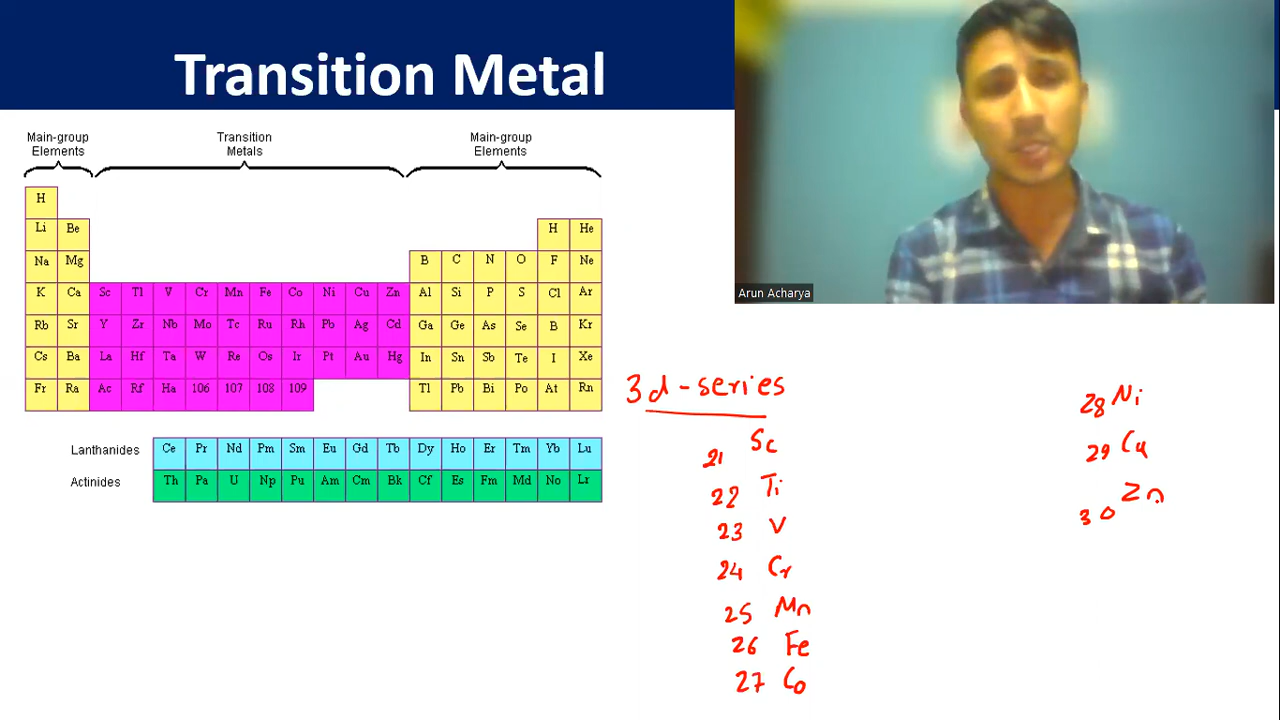 Transition Metal
Main-group Elements
Transition Metals
Main-group Elements
H
Li Be H He
Na Mg B C N O F Ne
K Ca Sc Tl V Cr Mn Fe Co Ni Cu Zn Al Si P S Cl Ar
Rb Sr Y Zr Nb Mo Tc Ru Rh Pb Ag Cd Ga Ge As Se B Kr
Cs Ba La Hf Ta W Re Os Ir Pt Au Hg In Sn Sb Te I Xe
Fr Ra Ac Rf Ha 106 107 108 109 Tl Pb Bi Po At Rn
Lanthanides Ce Pr Nd Pm Sm Eu Gd Tb Dy Ho Er Tm Yb Lu
Actinides Th Pa U Np Pu Am Cm Bk Cf Es Fm Md No Lr
Arun Acharya
3d-series
21 Sc
22 Ti
23 V
24 Cr
25 Mn
26 Fe
27 Co
28 Ni
29 Cu
30 Zn